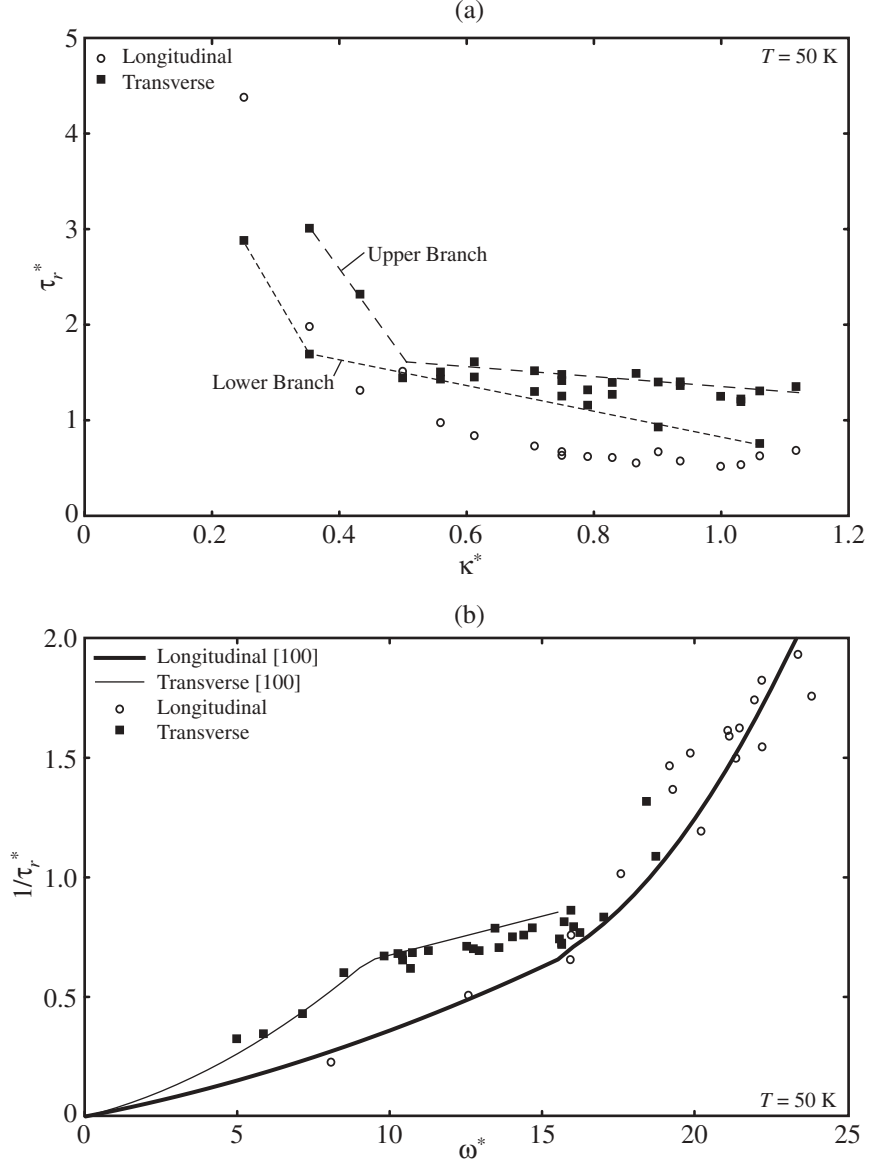 (a)
5
4
3
2
1
0
τr*
Longitudinal
Transverse
T = 50 K
Upper Branch
Lower Branch
0 0.2 0.4 0.6 0.8 1.0 1.2
κ*
(b)
2.0
1.5
1.0
0.5
0
1/τr*
Longitudinal [100]
Transverse [100]
Longitudinal
Transverse
T = 50 K
0 5 10 15 20 25
ω*